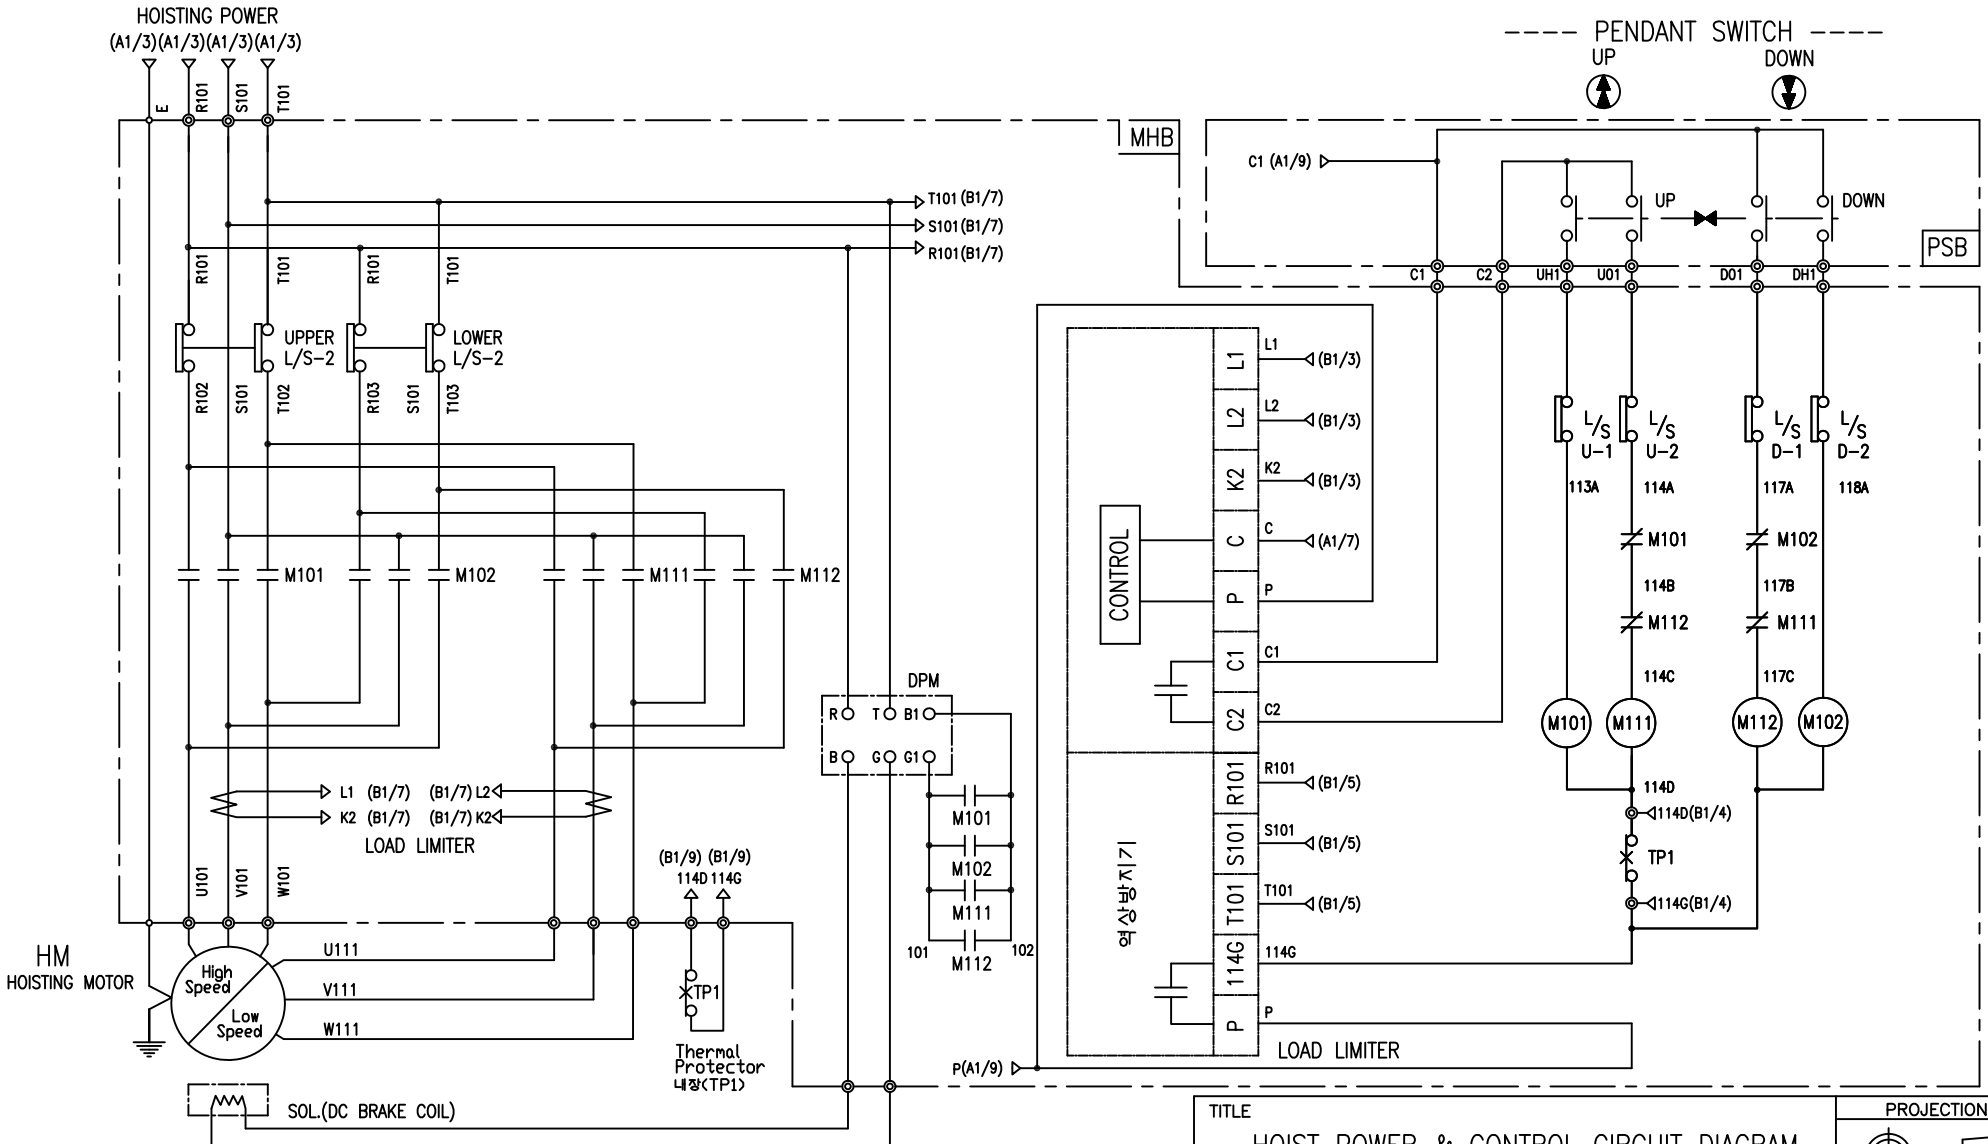 HOISTING POWER
(A1/3)(A1/3)(A1/3)(A1/3)
E
R101
S101
T101
MHB
T101 (B1/7)
S101(B1/7)
R101(B1/7)
R101
T101
R101
T101
UPPER
L/S-2
LOWER
L/S-2
R102
S101
T102
R103
S101
T103
M101
M102
M111
M112
L1 (B1/7)
(B1/7) L2
K2 (B1/7)
(B1/7) K2
LOAD LIMITER
U101
V101
W101
HM
HOISTING MOTOR
High
Speed
Low
Speed
U111
V111
W111
(B1/9) (B1/9)
114D 114G
TP1
Thermal
Protector
내장(TP1)
SOL.(DC BRAKE COIL)
DPM
R
T
B1
B
G
G1
M101
M102
M111
M112
101
102
PENDANT SWITCH
UP
DOWN
C1 (A1/9)
UP
DOWN
PSB
C1
C2
UH1
U01
D01
DH1
L1
L1
(B1/3)
L2
L2
(B1/3)
K2
K2
(B1/3)
CONTROL
C
C
(A1/7)
P
P
C1
C1
C2
C2
R101
R101
(B1/5)
S101
S101
(B1/5)
T101
T101
(B1/5)
114G
114G
P
P
역상방지기
LOAD LIMITER
P(A1/9)
L/S
U-1
L/S
U-2
L/S
D-1
L/S
D-2
113A
114A
117A
118A
M101
M102
114B
117B
M112
M111
114C
117C
M101
M111
M112
M102
114D
114D(B1/4)
TP1
114G(B1/4)
TITLE
HOIST POWER & CONTROL CIRCUIT DIAGRAM
PROJECTION